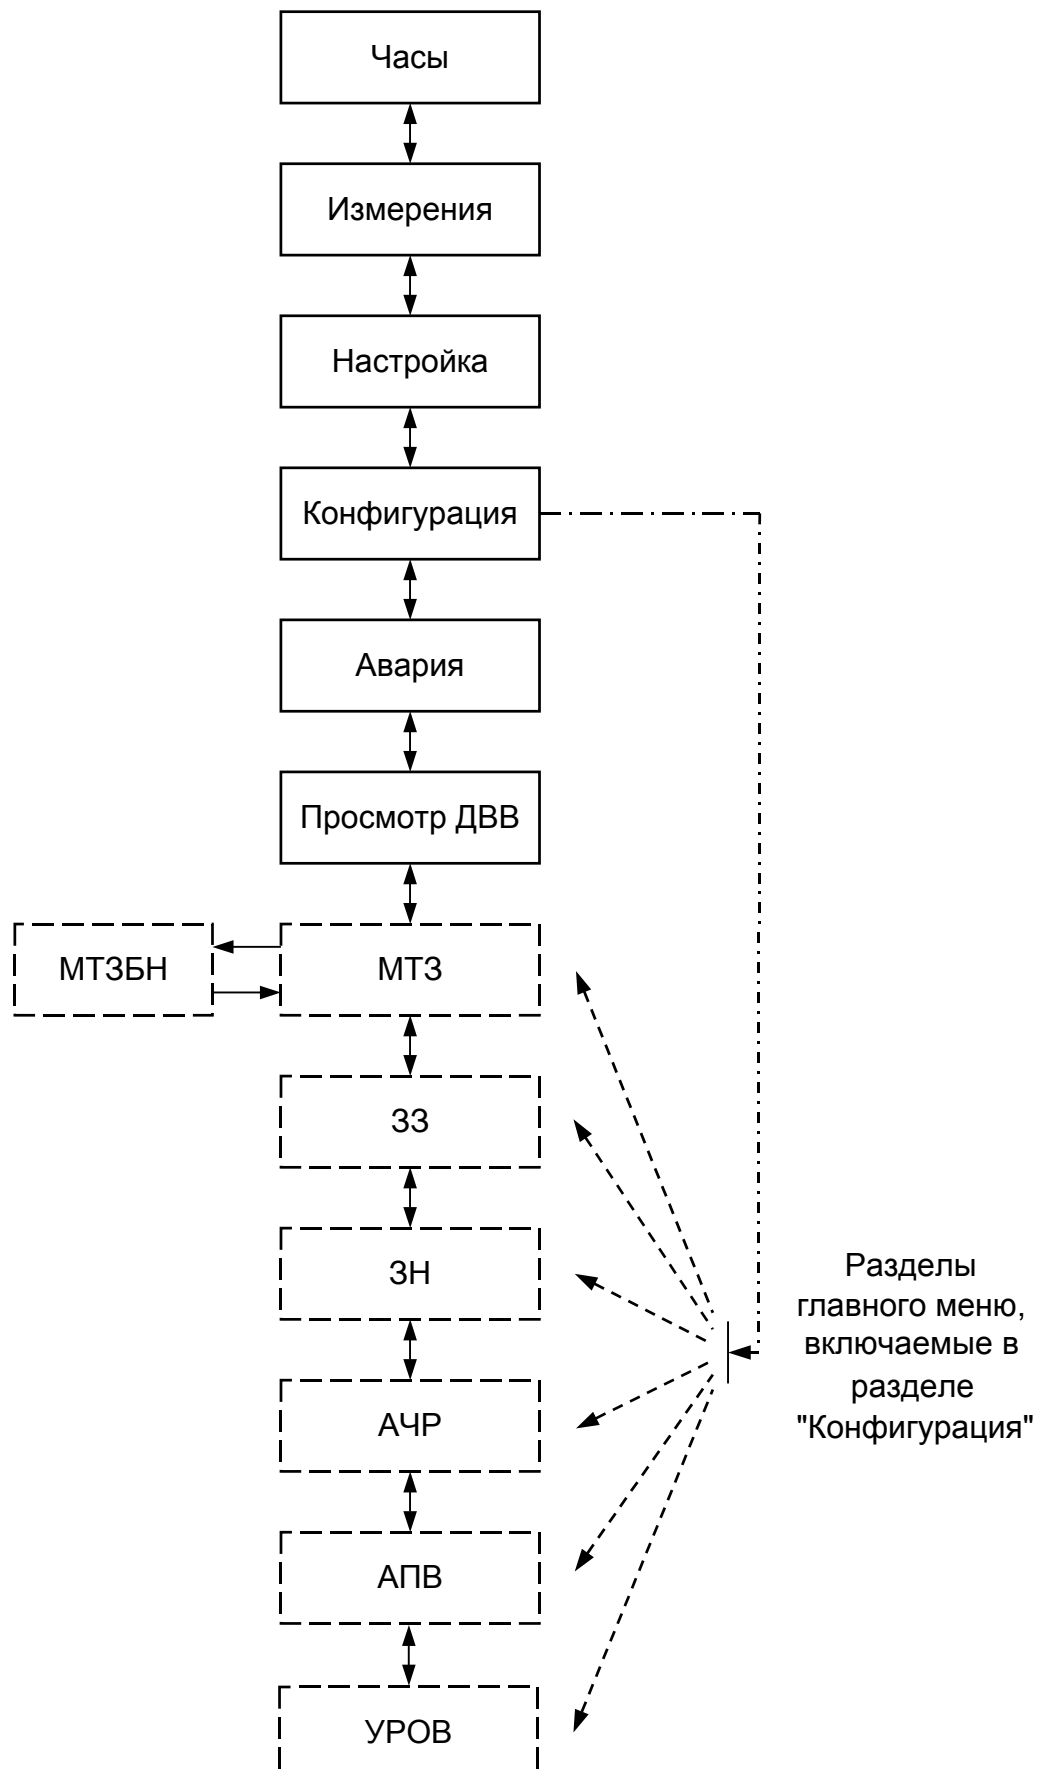 Часы
Измерения
Настройка
Конфигурация
Авария
Просмотр ДВВ
МТЗБН
МТЗ
ЗЗ
ЗН
АЧР
АПВ
УРОВ
Разделы
главного меню,
включаемые в
разделе
"Конфигурация"